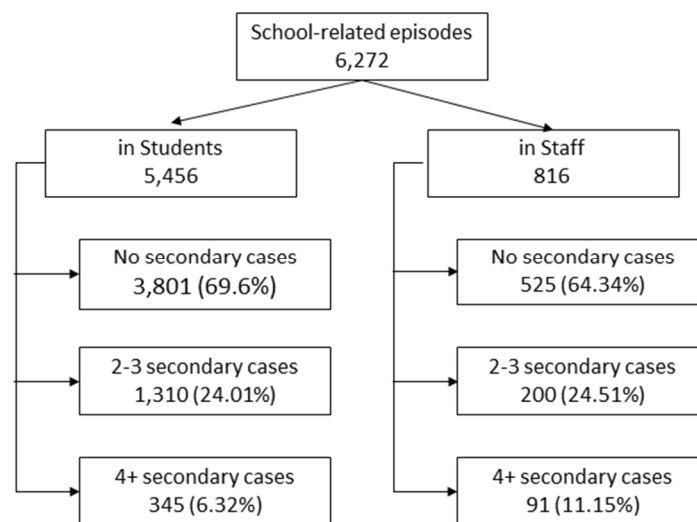 School-related episodes
6,272
in Students
5,456
in Staff
816
No secondary cases
3,801 (69.6%)
No secondary cases
525 (64.34%)
2-3 secondary cases
1,310 (24.01%)
2-3 secondary cases
200 (24.51%)
4+ secondary cases
345 (6.32%)
4+ secondary cases
91 (11.15%)